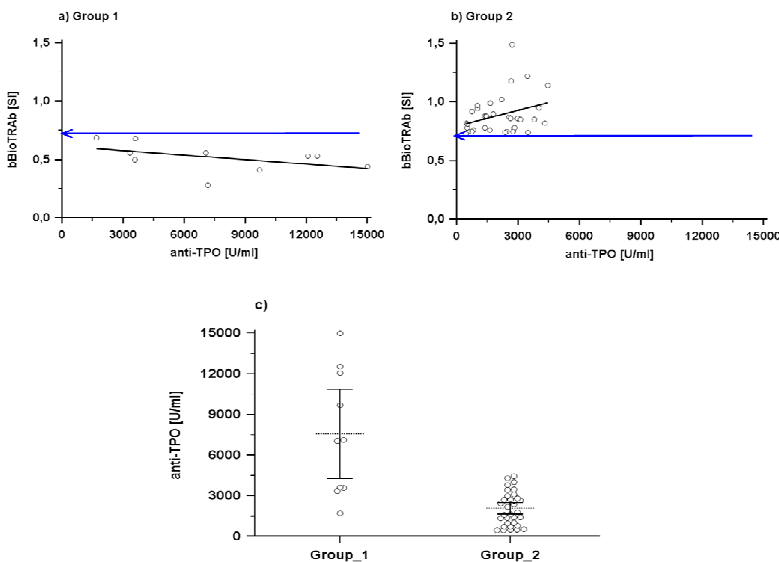 a) Group 1
1,5
1,0
0,5
0,0
bBioTRAb [SI]
0 3000 6000 9000 12000 15000
anti-TPO [U/ml]
b) Group 2
1,5
1,0
0,5
0,0
bBioTRAb [SI]
0 3000 6000 9000 12000 15000
anti-TPO [U/ml]
c)
15000
12000
9000
6000
3000
0
anti-TPO [U/ml]
Group_1 Group_2